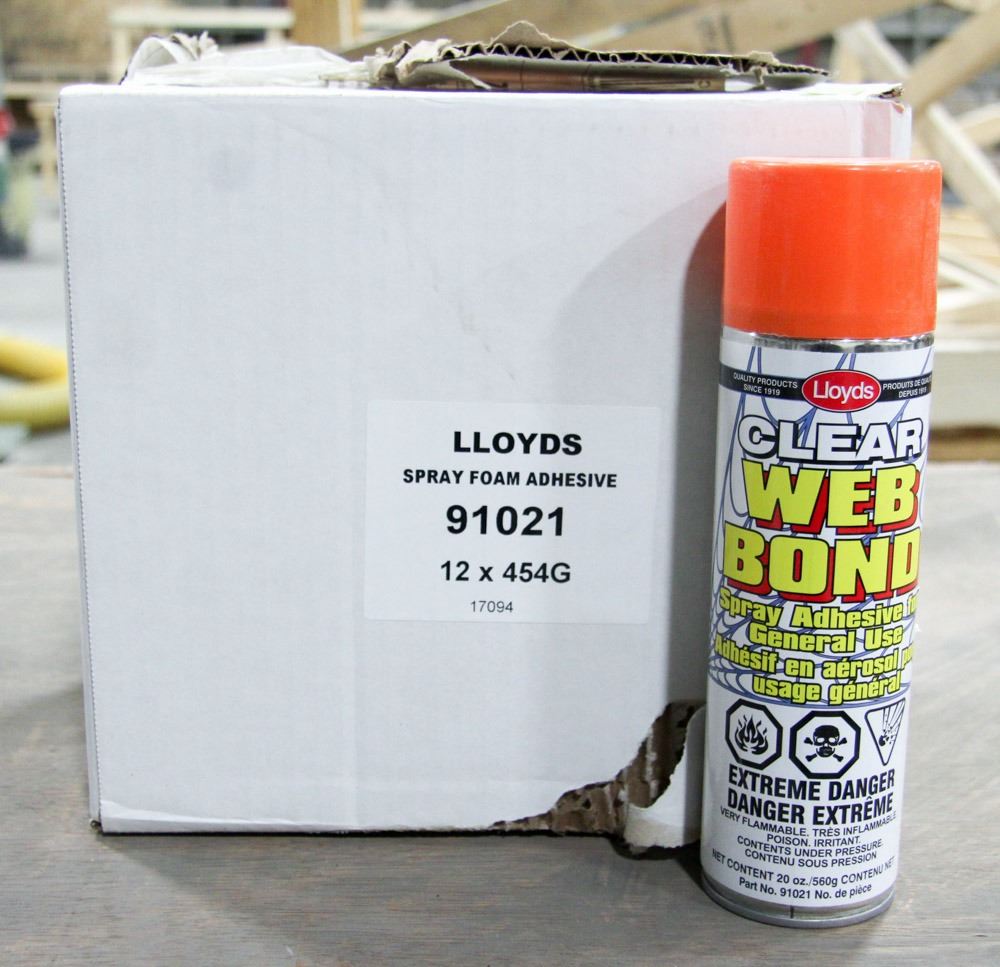 LLOYDS
SPRAY FOAM ADHESIVE
91021
12 x 454G
17094
QUALITY PRODUCTS
SINCE 1919
Lloyds
PRODUITS DE
DEPUIS 1919
CLEAR
WEB
BOND
Spray Adhesive
General Use
Adhésif en aérosol
usage général
EXTREME DANGER
DANGER EXTRÊME
VERY FLAMMABLE. TRÈS INFLAMMABLE.
POISON. IRRITANT.
CONTENTS UNDER PRESSURE.
CONTENU SOUS PRESSION
NET CONTENT 20 oz./560g CONTENU NET
Part No. 91021 No. de pièce